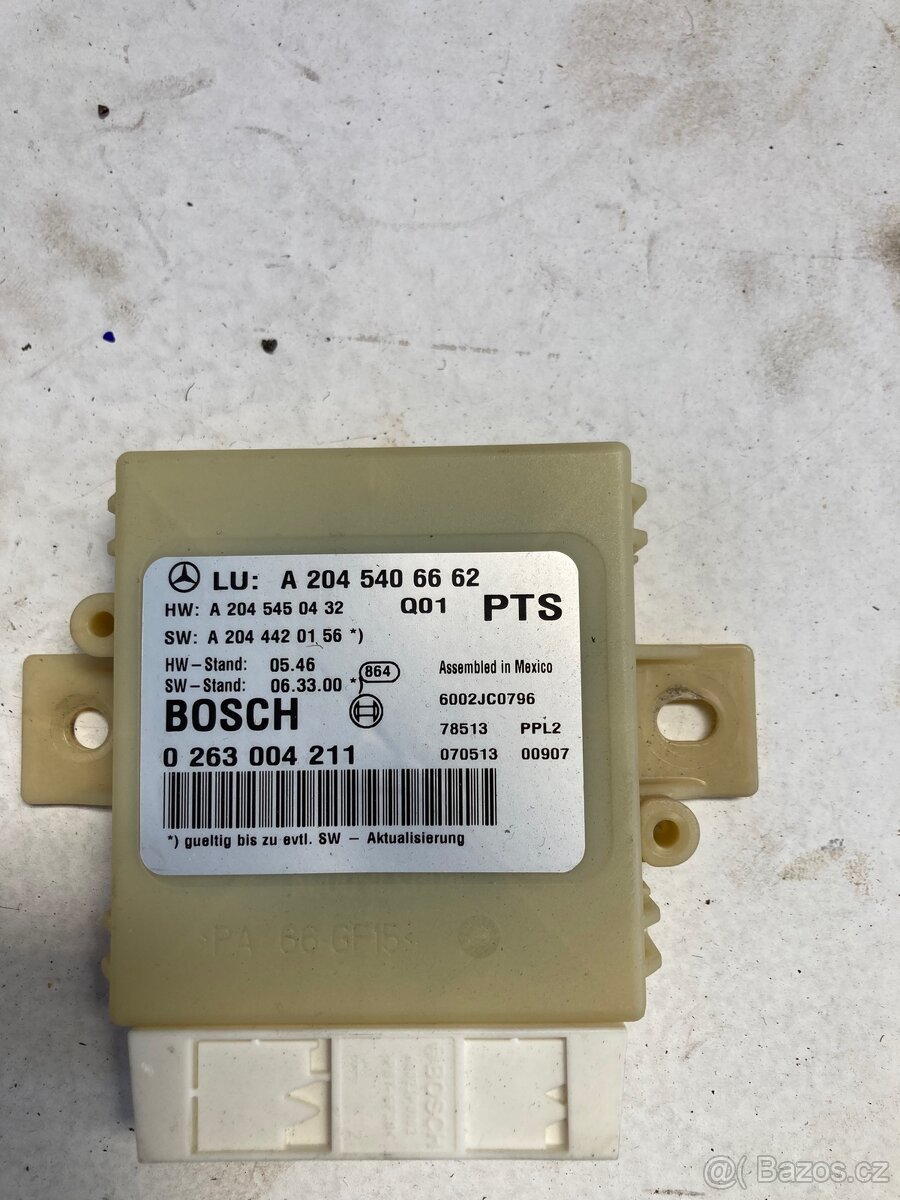 LU: A 204 540 66 62
HW: A 204 545 04 32 Q01 PTS
SW: A 204 442 01 56 *)
HW-Stand: 05.46
SW-Stand: 06.33.00 *)
864
Assembled in Mexico
6002JC0796
BOSCH
78513 PPL2
0 263 004 211
070513 00907
*) gueltig bis zu evtl. SW - Aktualisierung
>PA 66-GF15<
BOSCH
@ Bazoš.cz